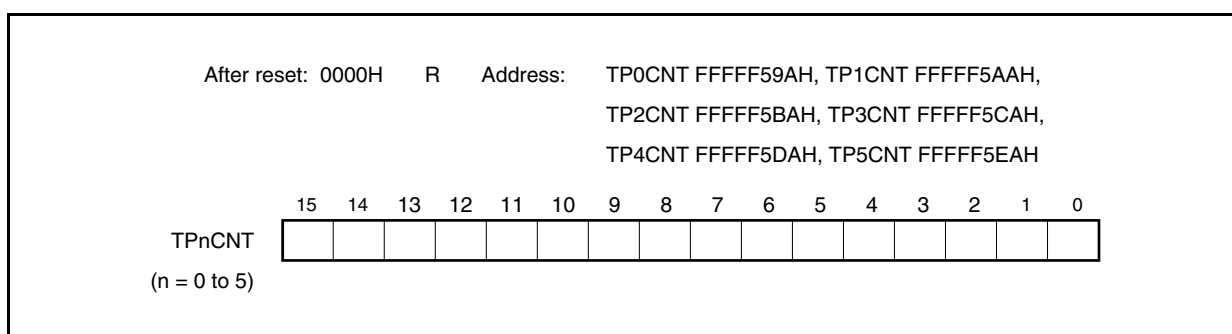 After reset: 0000H R Address: TP0CNT FFFFF59AH, TP1CNT FFFFF5AAH,
TP2CNT FFFFF5BAH, TP3CNT FFFFF5CAH,
TP4CNT FFFFF5DAH, TP5CNT FFFFF5EAH
15 14 13 12 11 10 9 8 7 6 5 4 3 2 1 0
TPnCNT
(n = 0 to 5)